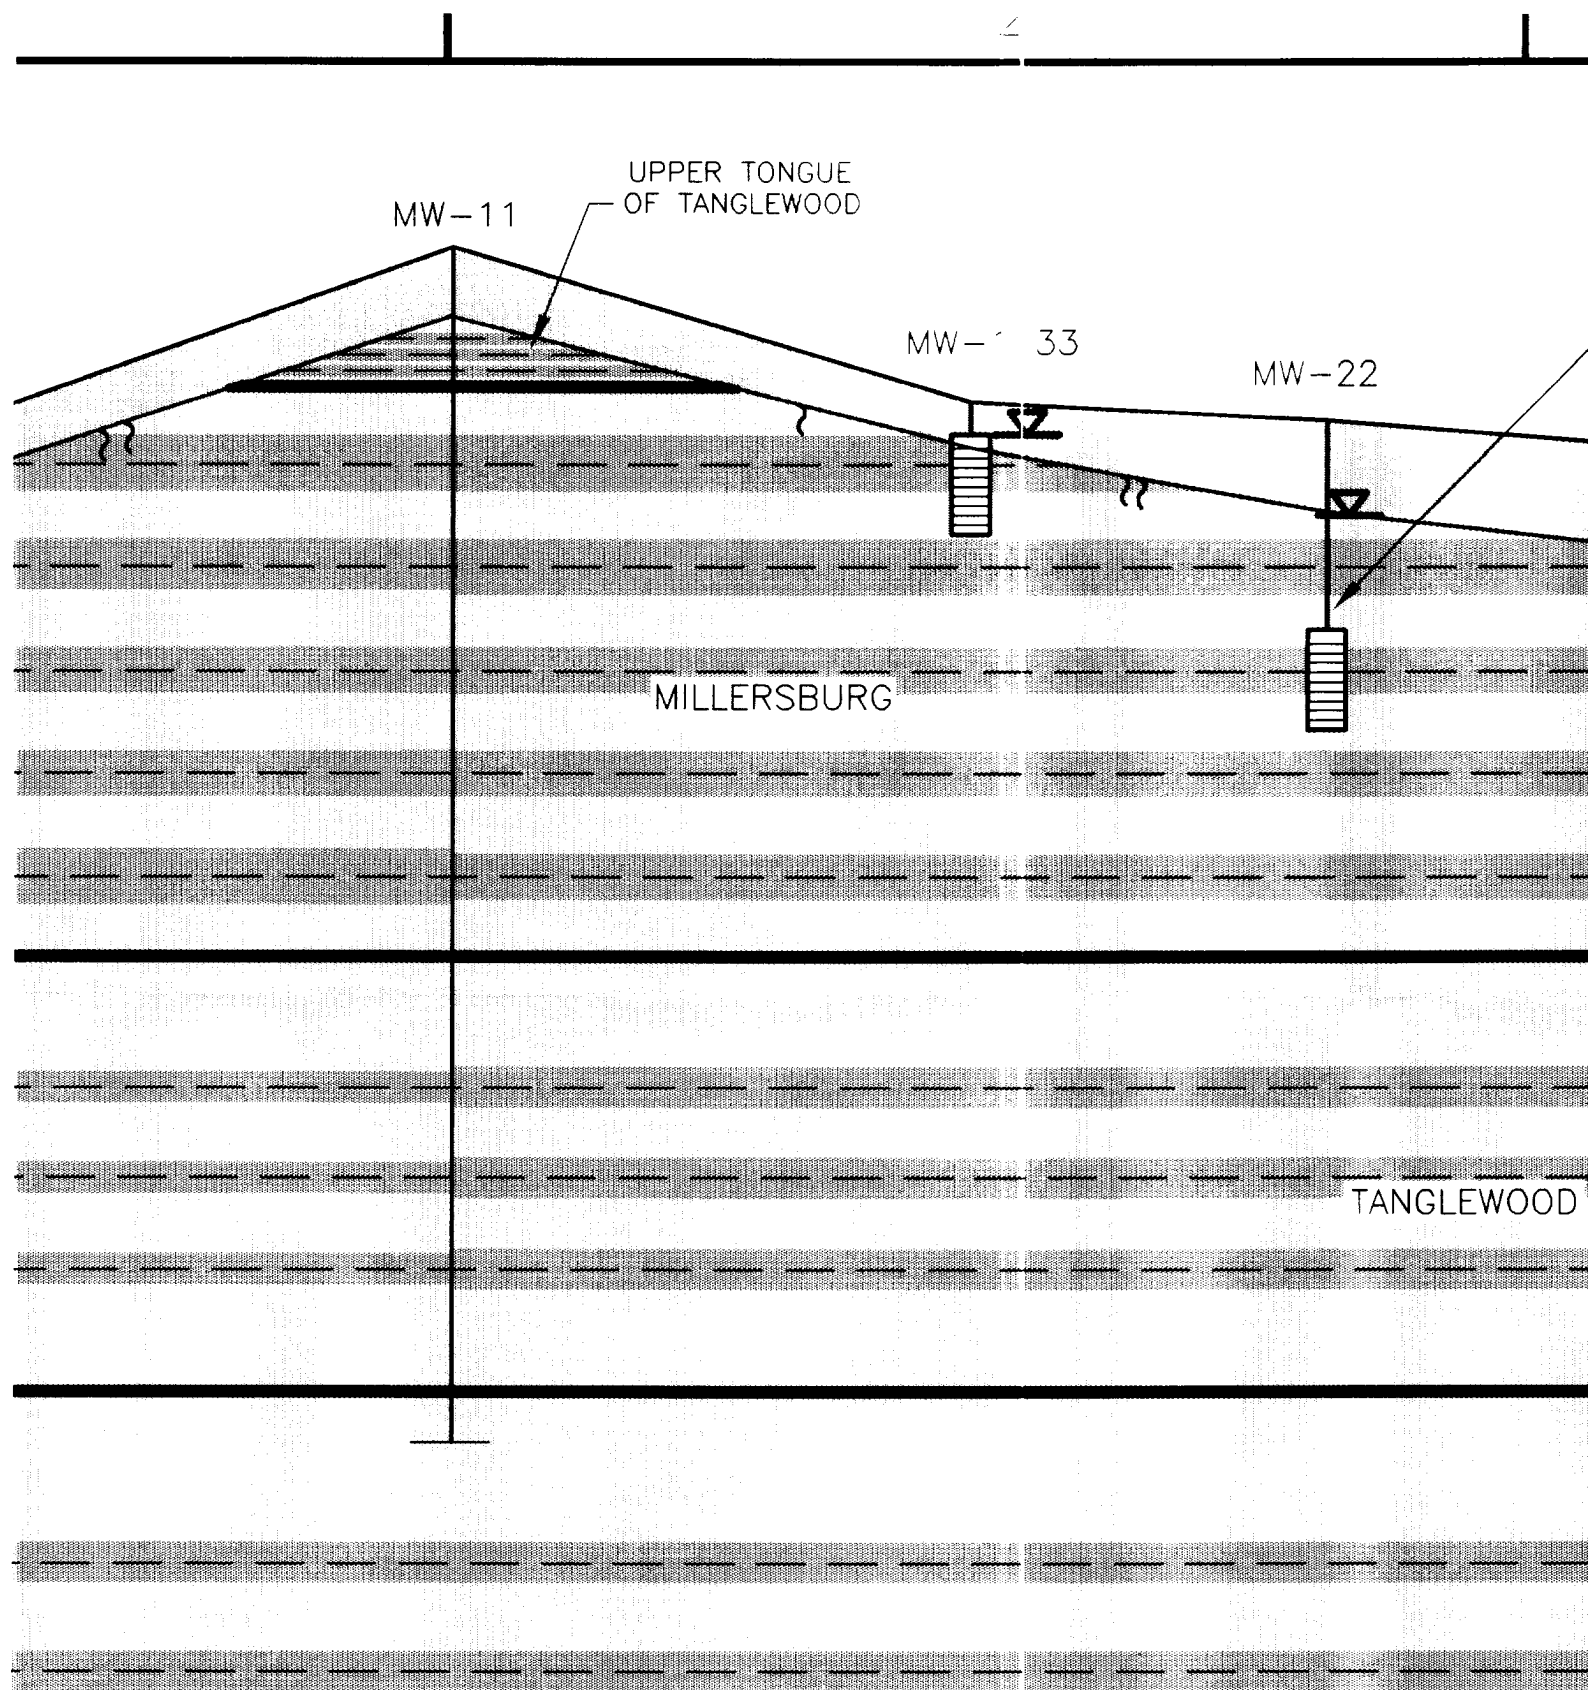 UPPER TONGUE
OF TANGLEWOOD
MW-11
33
MW-22
MILLERSBURG
TANGLEWOOD